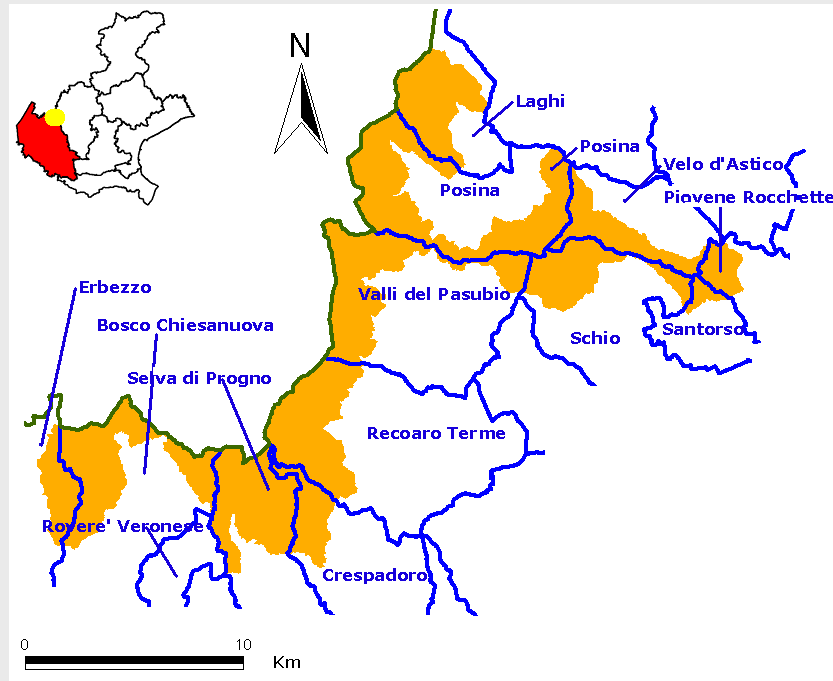 N
Laghi
Posina
Velo d'Astico
Posina
Piovene Rocchette
Erbezzo
Valli del Pasubio
Bosco Chiesanuova
Santorso
Schio
Selva di Progno
Recoaro Terme
Rovere' Veronese
Crespadoro
0 10
Km